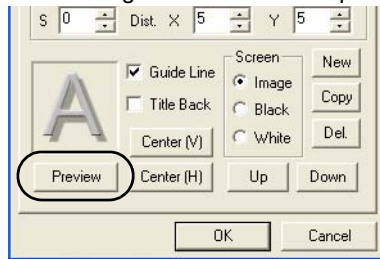 S 0 Dist. X 5 Y 5
Screen
Guide Line
Title Back
Center (V)
Image
Black
White
New
Copy
Del.
A
Preview Center (H) Up Down
OK Cancel